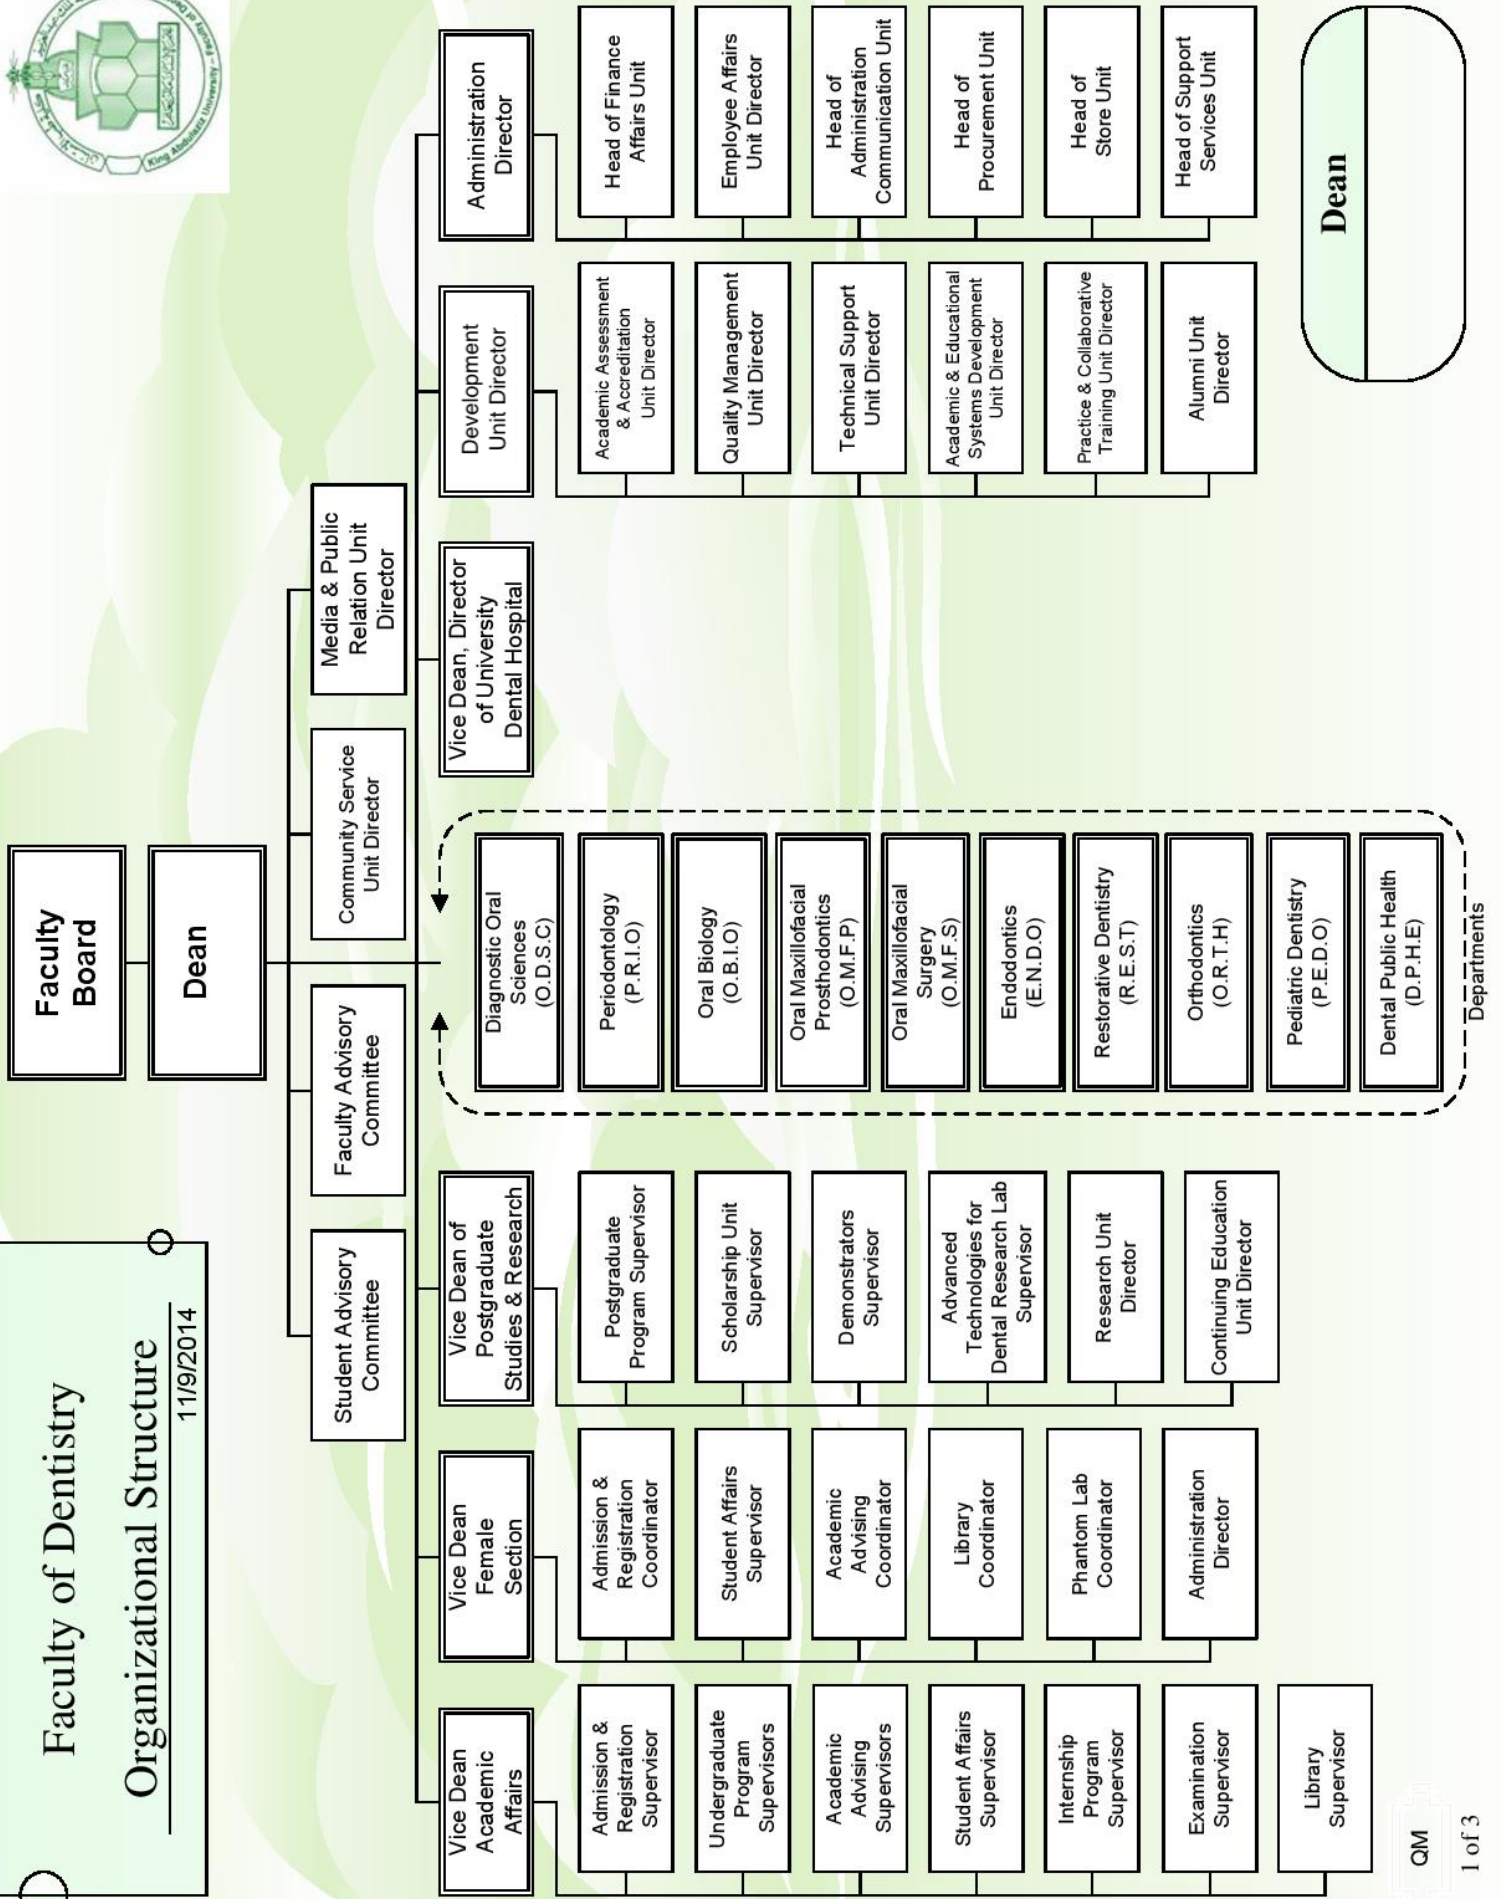 Faculty of Dentistry
Organizational Structure
11/9/2014
King Abdulaziz University - Faculty of
Faculty
Board
Dean
Student Advisory
Committee
Faculty Advisory
Committee
Community Service
Unit Director
Media & Public
Relation Unit
Director
Vice Dean
Academic
Affairs
Admission &
Registration
Supervisor
Undergraduate
Program
Supervisors
Academic
Advising
Supervisors
Student Affairs
Supervisor
Internship
Program
Supervisor
Examination
Supervisor
Library
Supervisor
Vice Dean
Female
Section
Admission &
Registration
Coordinator
Student Affairs
Supervisor
Academic
Advising
Coordinator
Library
Coordinator
Phantom Lab
Coordinator
Administration
Director
Vice Dean of
Postgraduate
Studies & Research
Postgraduate
Program Supervisor
Scholarship Unit
Supervisor
Demonstrators
Supervisor
Advanced
Technologies for
Dental Research Lab
Supervisor
Research Unit
Director
Continuing Education
Unit Director
Diagnostic Oral
Sciences
(O.D.S.C)
Periodontology
(P.R.I.O)
Oral Biology
(O.B.I.O)
Oral Maxillofacial
Prosthodontics
(O.M.F.P)
Oral Maxillofacial
Surgery
(O.M.F.S)
Endodontics
(E.N.D.O)
Restorative Dentistry
(R.E.S.T)
Orthodontics
(O.R.T.H)
Pediatric Dentistry
(P.E.D.O)
Dental Public Health
(D.P.H.E)
Departments
Vice Dean, Director
of University
Dental Hospital
Development
Unit Director
Academic Assessment
& Accreditation
Unit Director
Quality Management
Unit Director
Technical Support
Unit Director
Academic & Educational
Systems Development
Unit Director
Practice & Collaborative
Training Unit Director
Alumni Unit
Director
Administration
Director
Head of Finance
Affairs Unit
Employee Affairs
Unit Director
Head of
Administration
Communication Unit
Head of
Procurement Unit
Head of
Store Unit
Head of Support
Services Unit
Dean
QM
1 of 3